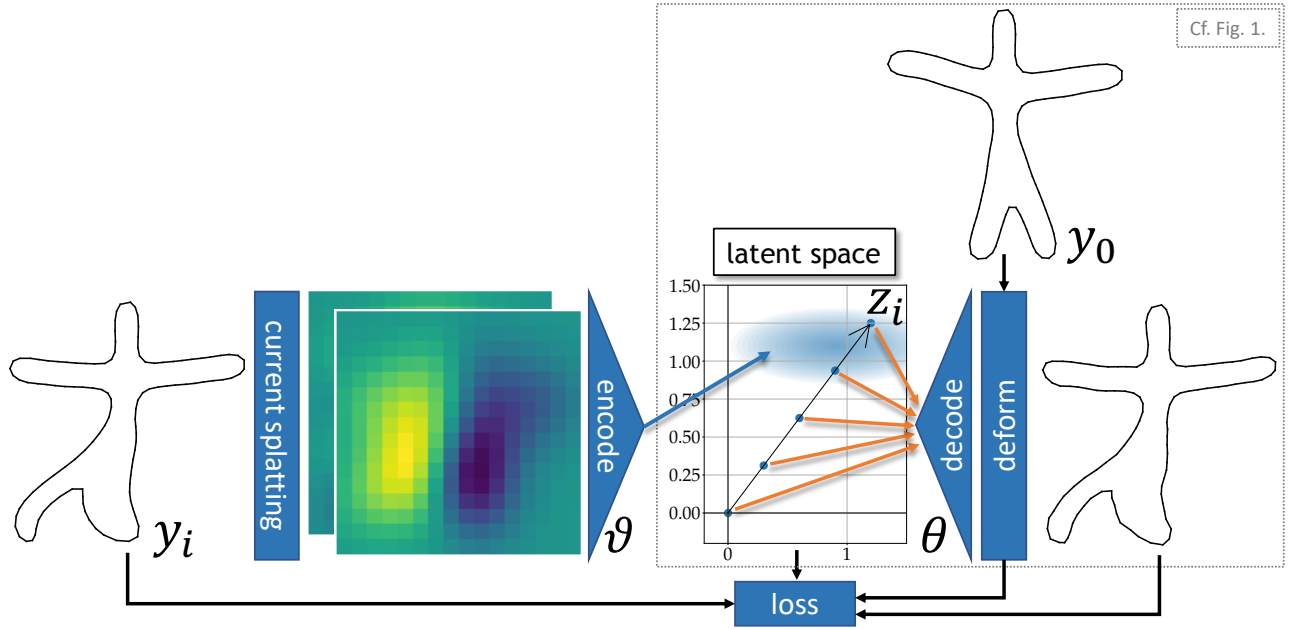 Cf. Fig. 1.
y₀
latent space
1.50
1.25
1.00
0.75
0.50
0.25
0.00
0
1
zᵢ
yᵢ
current splatting
encode
ϑ
θ
decode
deform
loss